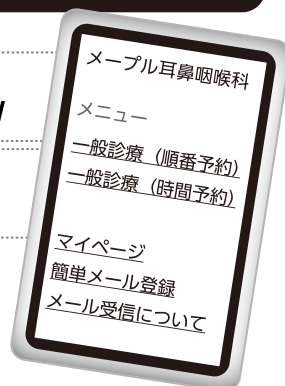 メープル耳鼻咽喉科
メニュー
一般診療（順番予約）
一般診療（時間予約）
マイページ
簡単メール登録
メール受信について